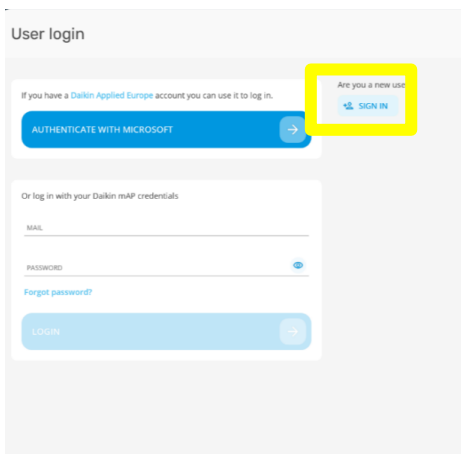 User login
If you have a Daikin Applied Europe account you can use it to log in.
AUTHENTICATE WITH MICROSOFT
Are you a new use
SIGN IN
Or log in with your Daikin mAP credentials
MAIL
PASSWORD
Forgot password?
LOGIN